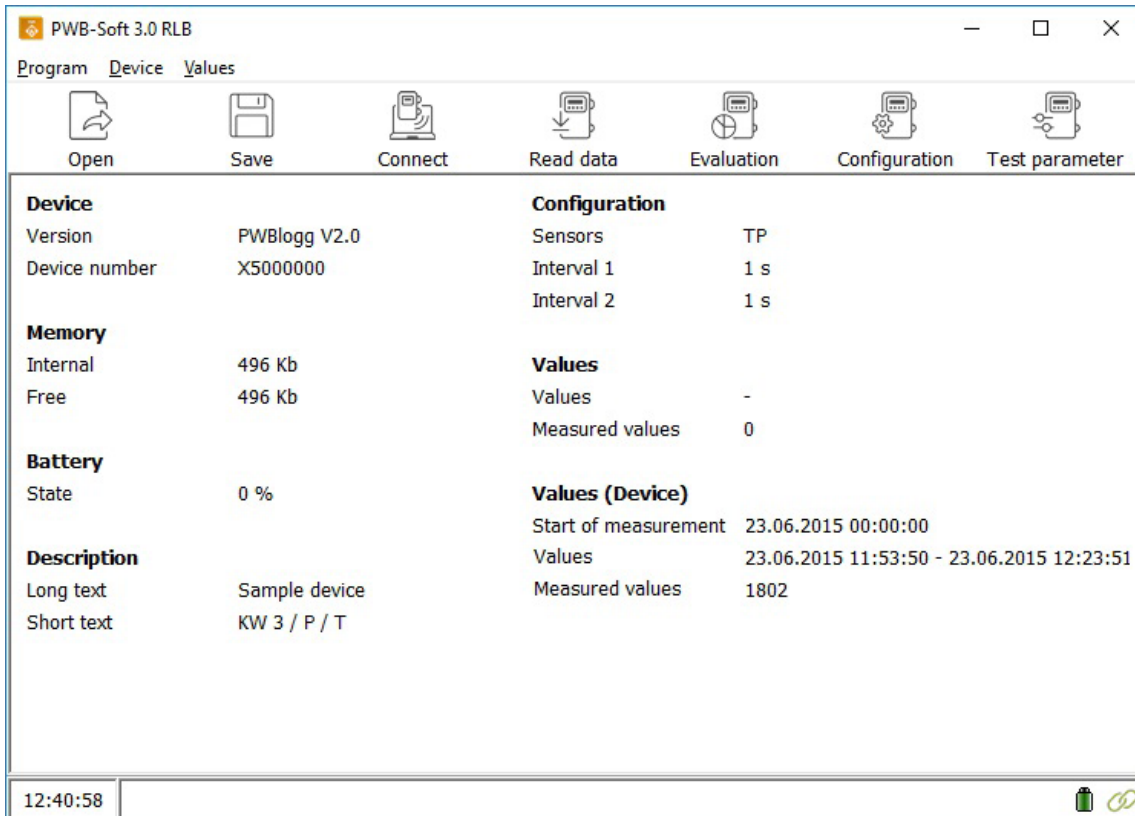 PWB-Soft 3.0 RLB
Program Device Values
Open Save Connect Read data Evaluation Configuration Test parameter
Device
Version PWBlogg V2.0
Device number X5000000
Memory
Internal 496 Kb
Free 496 Kb
Battery
State 0 %
Description
Long text Sample device
Short text KW 3 / P / T
Configuration
Sensors TP
Interval 1 1 s
Interval 2 1 s
Values
Values -
Measured values 0
Values (Device)
Start of measurement 23.06.2015 00:00:00
Values 23.06.2015 11:53:50 - 23.06.2015 12:23:51
Measured values 1802
12:40:58